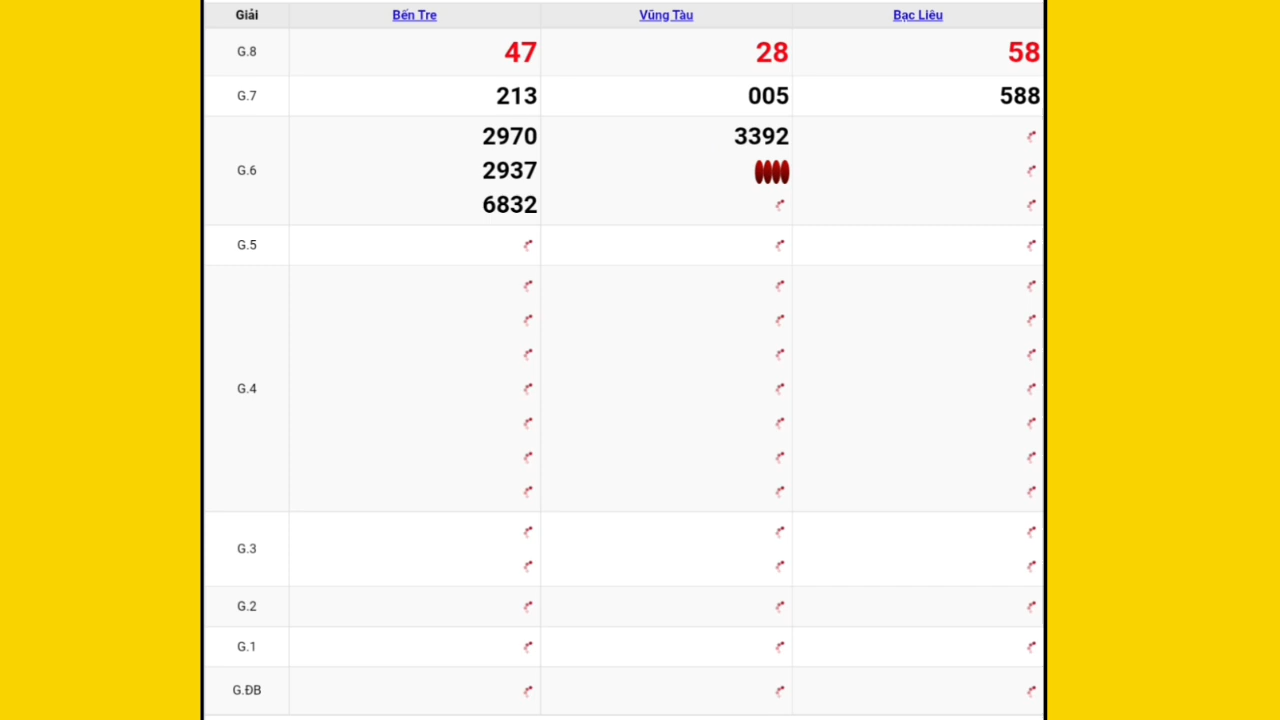 Giải Bến Tre Vũng Tàu Bạc Liêu
G.8 47 28 58
G.7 213 005 588
2970 3392
G.6 2937
6832
G.5
G.4
G.3
G.2
G.1
G.ĐB